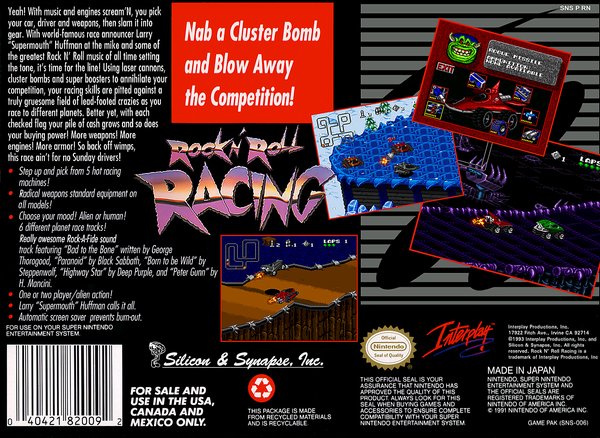 SNS P RN
Yeah! With music and engines scream'N, you pick
your car, driver and weapons, then slam it into
gear. With world-famous race announcer Larry
"Supermouth" Huffman at the mike and some of
the greatest Rock N' Roll music of all time setting
the tone, it's time for the line! Using laser cannons,
cluster bombs and super boosters to annihilate your
competition, your racing skills are pitted against a
truly gruesome field of lead-footed crazies as you
race to different planets. Better yet, with each
checked flag your pile of cash grows and so does
your buying power! More weapons! More
engines! More armor! So back off wimps,
this race ain't for no Sunday drivers!
• Step up and pick from 5 hot racing
machines!
• Radical weapons standard equipment on
all models!
• Choose your mood! Alien or human!
6 different planet race tracks!
Really awesome Rock-A-Fide sound
track featuring "Bad to the Bone" written by George
Thorogood, "Paranoid" by Black Sabbath, "Born to be Wild" by
Steppenwolf, "Highway Star" by Deep Purple, and "Peter Gunn" by
H. Mancini.
• One or two player/alien action!
• Larry "Supermouth" Huffman calls it all.
• Automatic screen saver prevents burn-out.
FOR USE ON YOUR SUPER NINTENDO
ENTERTAINMENT SYSTEM.
0 40421 82009 2
Nab a Cluster Bomb
and Blow Away
the Competition!
ROCK N' ROLL
RACING
EXIT
ROGUE MISSILE
LAPS 1
LAPS 1
Silicon & Synapse, Inc.
FOR SALE AND
USE IN THE USA,
CANADA AND
MEXICO ONLY.
THIS PACKAGE IS MADE
FROM RECYCLED MATERIALS
AND IS RECYCLABLE
Official
Nintendo
Seal of Quality
THIS OFFICIAL SEAL IS YOUR
ASSURANCE THAT NINTENDO HAS
APPROVED THE QUALITY OF THIS
PRODUCT. ALWAYS LOOK FOR THIS
SEAL WHEN BUYING GAMES AND
ACCESSORIES TO ENSURE COMPLETE
COMPATIBILITY WITH YOUR SUPER
NINTENDO ENTERTAINMENT SYSTEM.
Interplay
Interplay Productions, Inc.
17922 Fitch Ave., Irvine CA 92714
©1993 Interplay Productions, Inc. and
Silicon & Synapse, Inc. All rights
reserved. Rock N' Roll Racing is a
trademark of Interplay Productions, Inc
MADE IN JAPAN
NINTENDO, SUPER NINTENDO
ENTERTAINMENT SYSTEM AND
THE OFFICIAL SEALS ARE
REGISTERED TRADEMARKS OF
NINTENDO OF AMERICA INC.
© 1991 NINTENDO OF AMERICA INC.
GAME PAK (SNS-006)